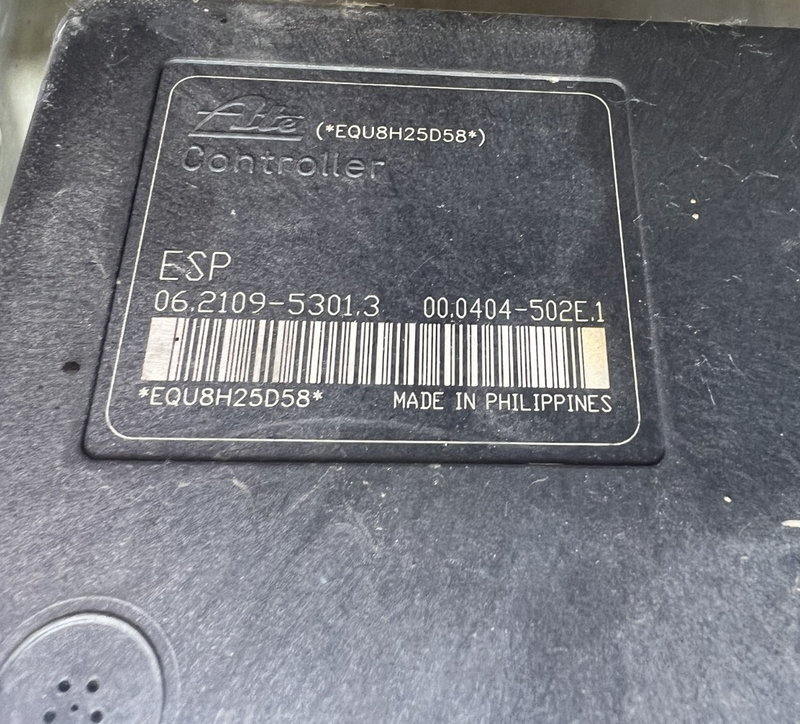 Ate (*EQU8H25D58*)
Controller
ESP
06.2109-5301.3 00.0404-502E.1
*EQU8H25D58* MADE IN PHILIPPINES